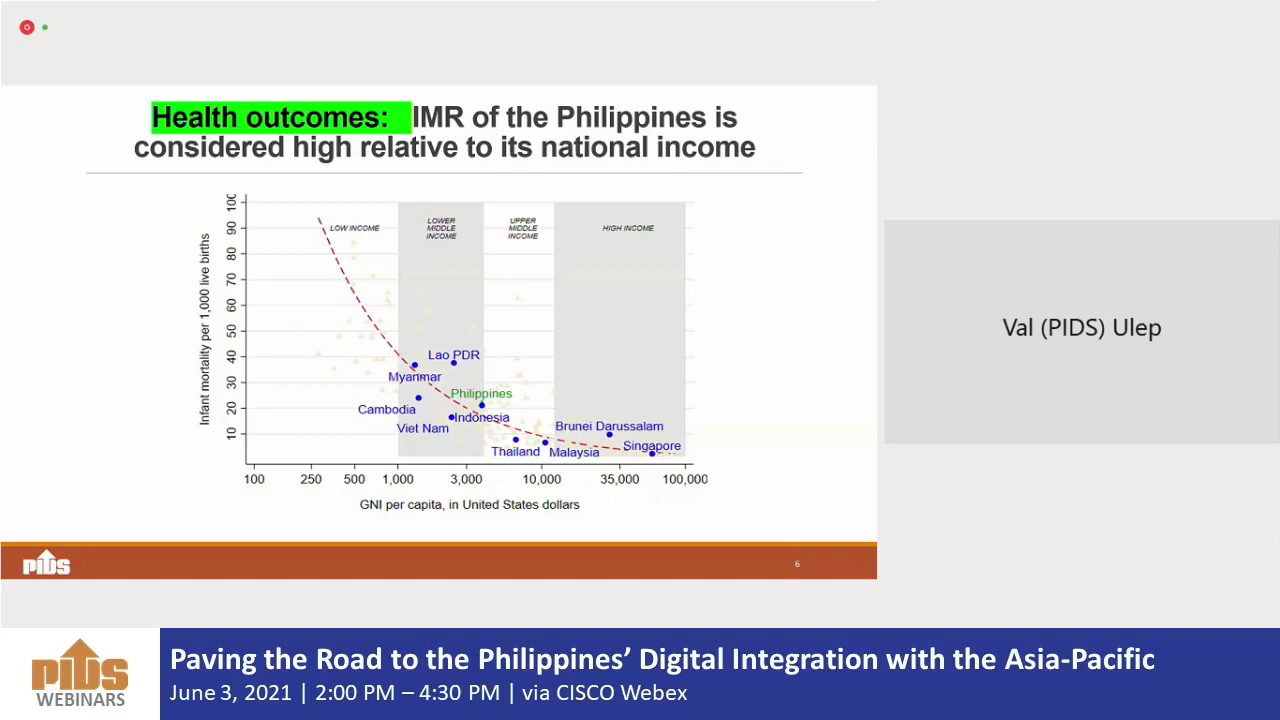 Health outcomes: IMR of the Philippines is
considered high relative to its national income
Infant mortality per 1,000 live births
100
90
80
70
60
50
40
30
20
10
LOW INCOME
LOWER
MIDDLE
INCOME
UPPER
MIDDLE
INCOME
HIGH INCOME
Lao PDR
Myanmar
Philippines
Cambodia
Indonesia
Viet Nam
Brunei Darussalam
Thailand
Malaysia
Singapore
100 250 500 1,000 3,000 10,000 35,000 100,000
GNI per capita, in United States dollars
PIDS
6
Val (PIDS) Ulep
PIDS
WEBINARS
Paving the Road to the Philippines’ Digital Integration with the Asia-Pacific
June 3, 2021 | 2:00 PM – 4:30 PM | via CISCO Webex